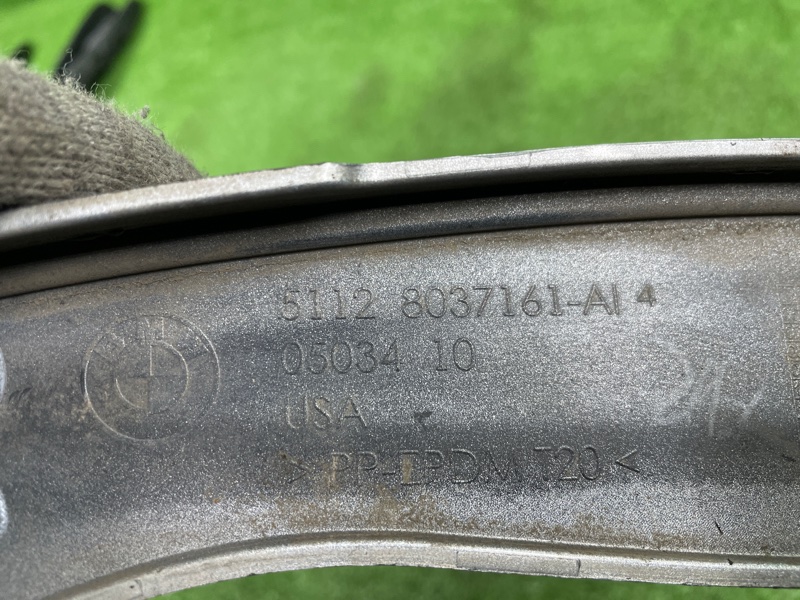 5112 8037161-AI 4
05034 10
USA
> PP-EPDM T20 <